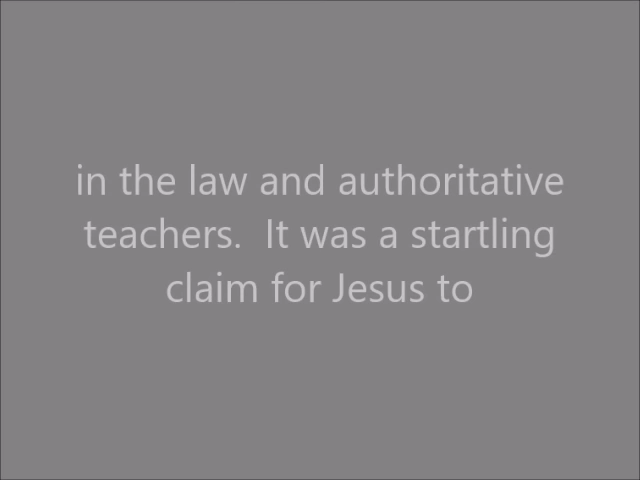 in the law and authoritative
teachers.  It was a startling
claim for Jesus to